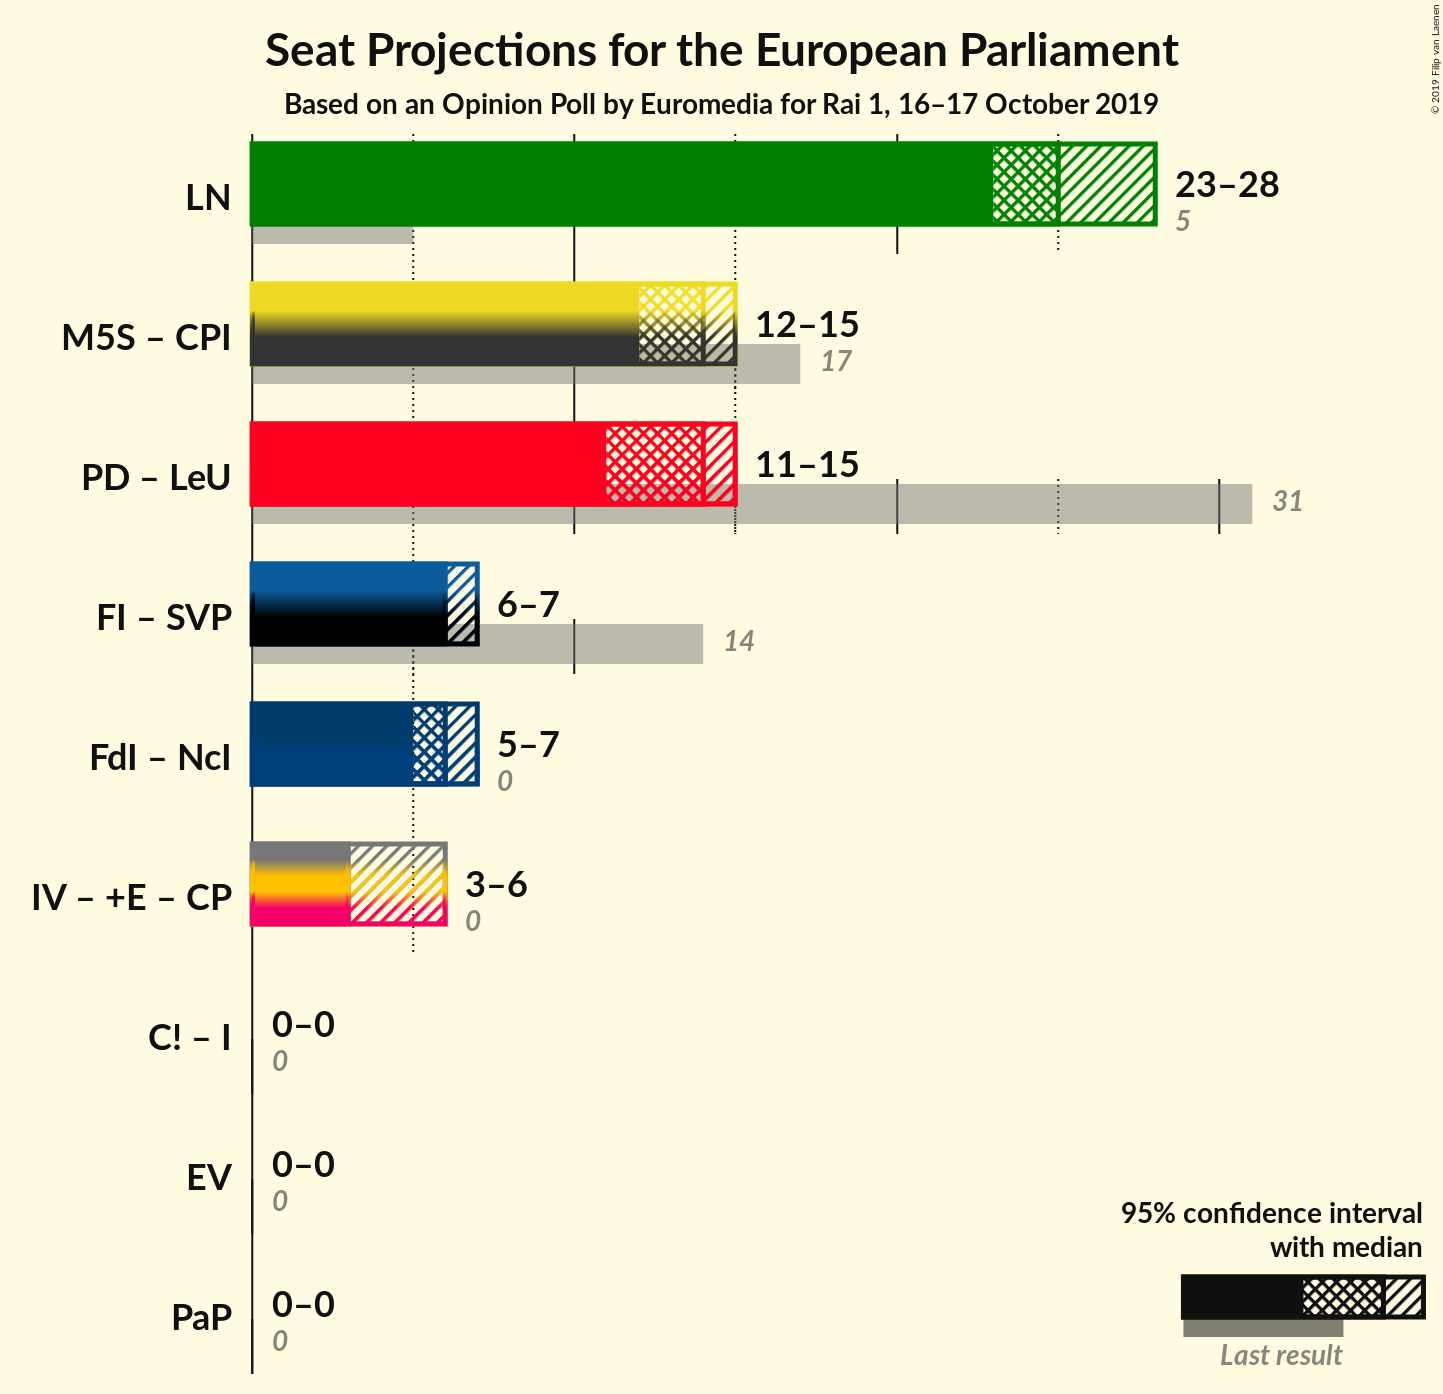 Seat Projections for the European Parliament
Based on an Opinion Poll by Euromedia for Rai 1, 16–17 October 2019
© 2019 Filip van Laenen
LN
23–28
5
M5S – CPI
12–15
17
PD – LeU
11–15
31
FI – SVP
6–7
14
FdI – NcI
5–7
0
IV – +E – CP
3–6
0
C! – I
0–0
0
EV
0–0
0
PaP
0–0
0
95% confidence interval
with median
Last result